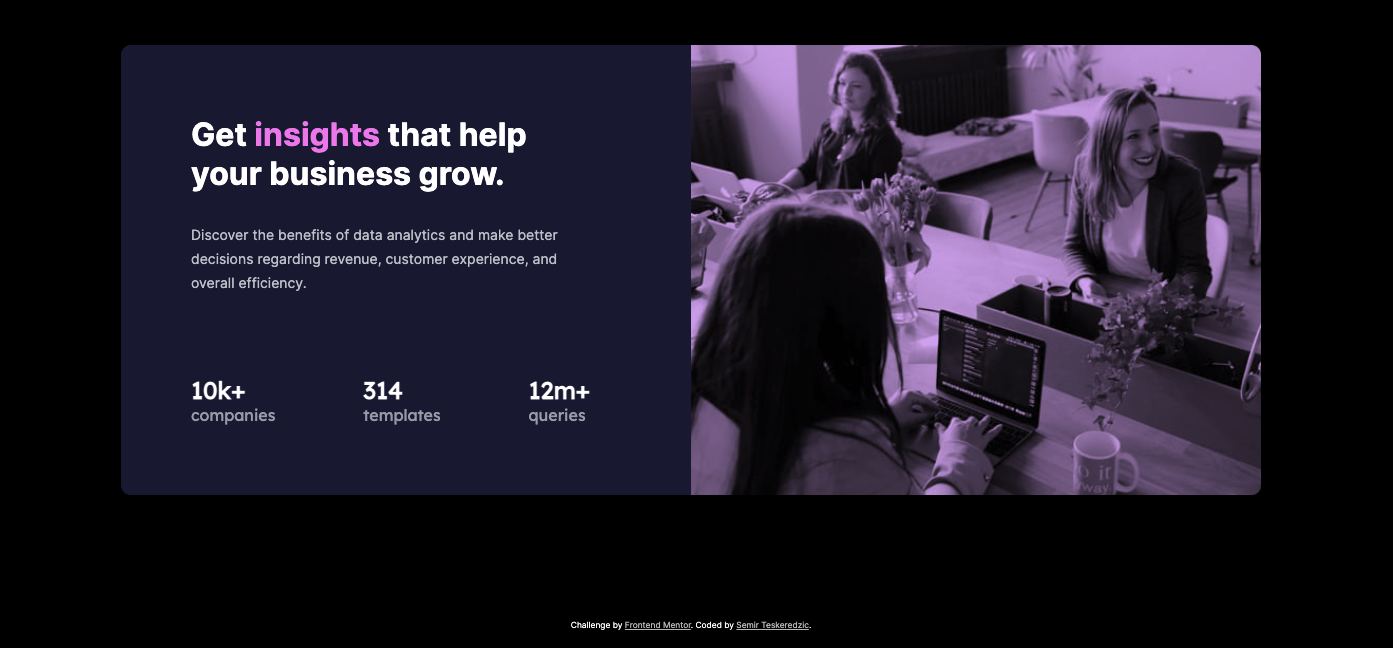 Get insights that help
your business grow.
Discover the benefits of data analytics and make better
decisions regarding revenue, customer experience, and
overall efficiency.
10k+ 314 12m+
companies templates queries
Challenge by Frontend Mentor. Coded by Semir Teskeredzic.